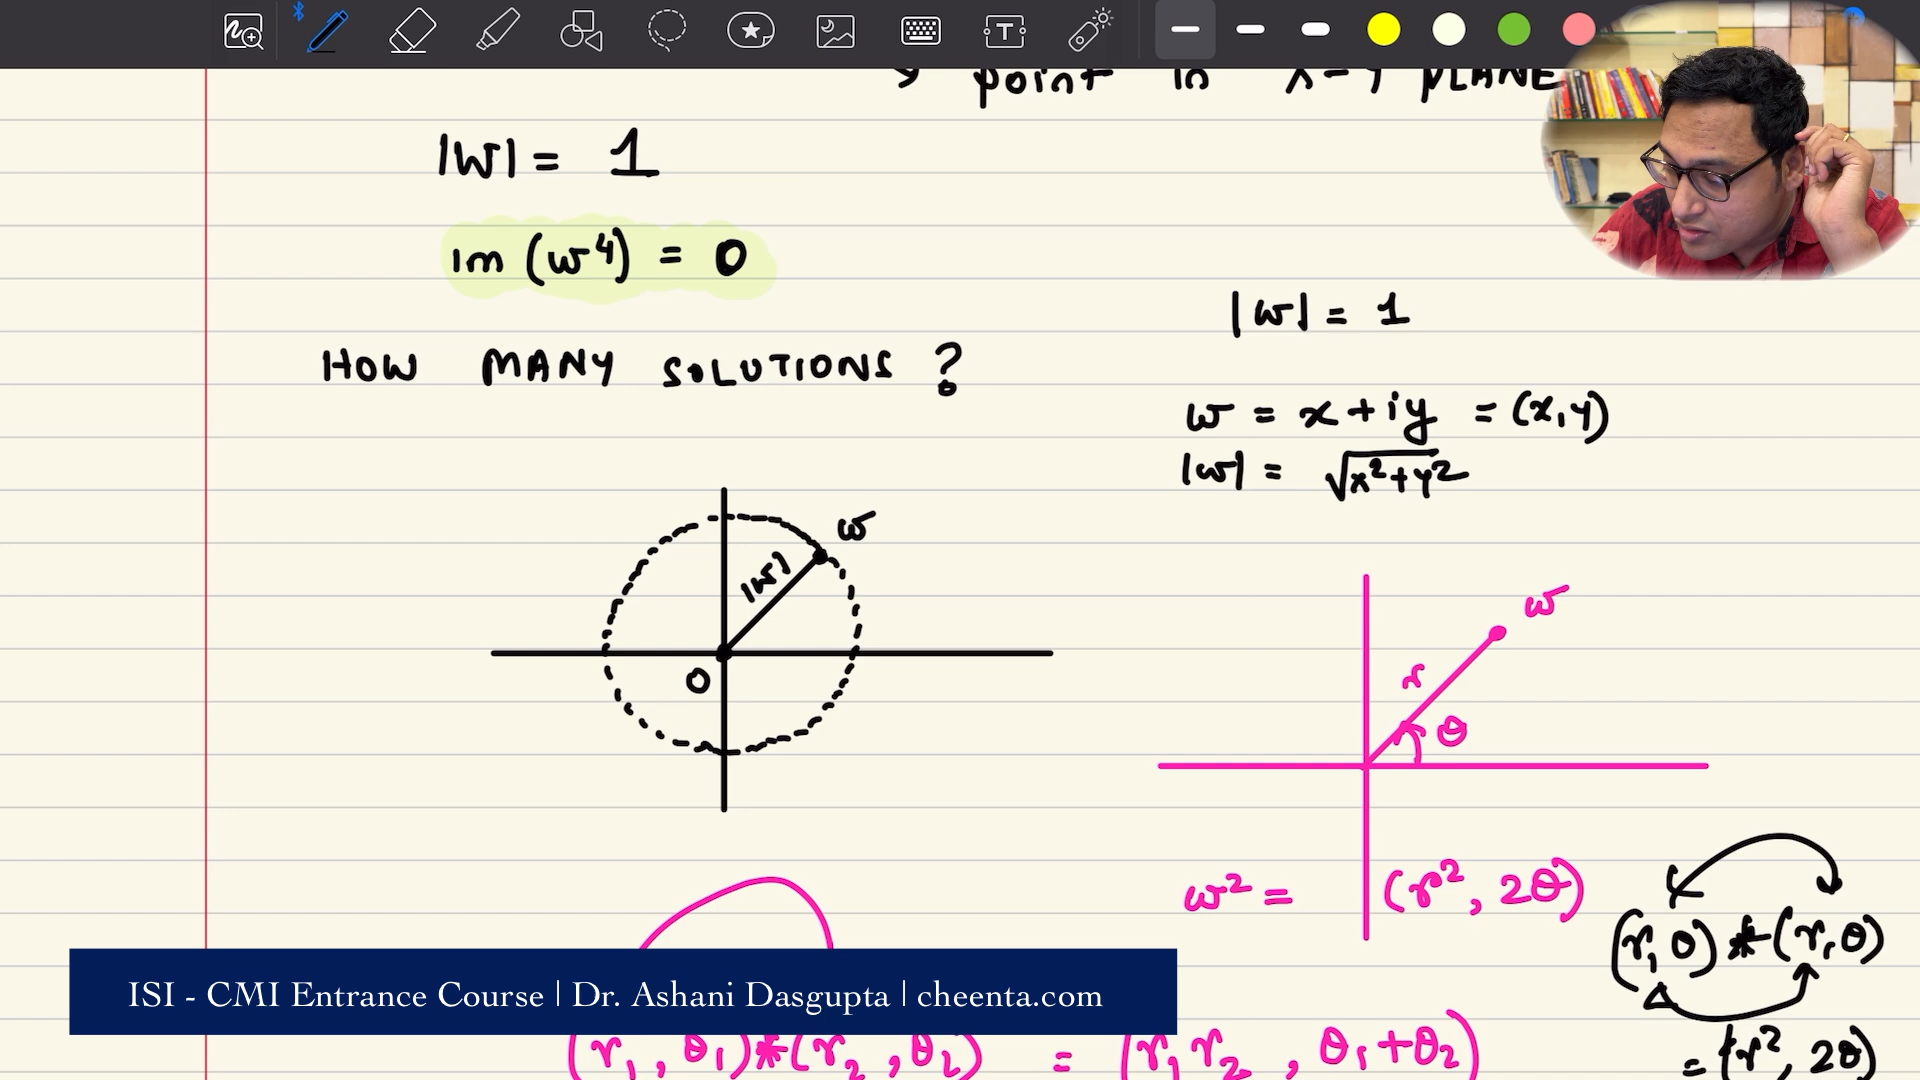 point in X-Y PLANE
|W| = 1
im (w⁴) = 0
|w| = 1
HOW MANY SOLUTIONS ?
w = x+iy = (x,y)
|w| = √x²+y²
w
|w|
O
w
r
θ
w² = (r², 2θ)
(r,θ)*(r,θ)
= (r², 2θ)
ISI - CMI Entrance Course | Dr. Ashani Dasgupta | cheenta.com
(r₁, θ₁)*(r₂,θ₂) = (r₁r₂, θ₁+θ₂)